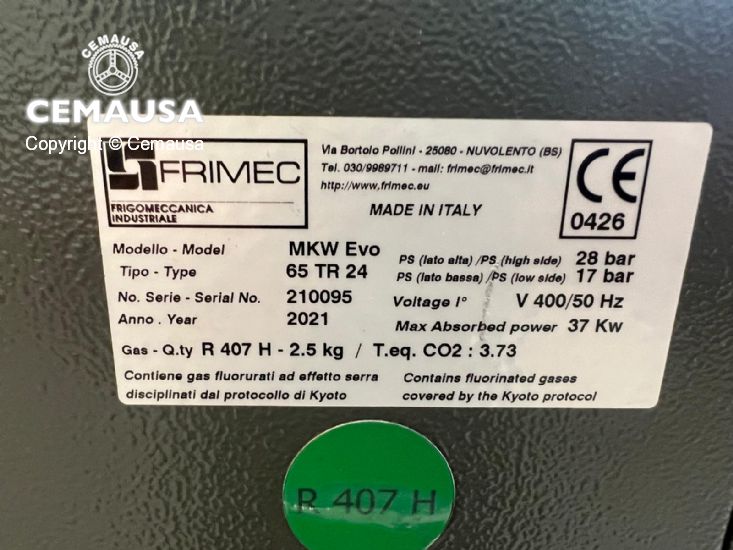 CEMAUSA
CEMAUSA
Copyright © Cemausa
FRIMEC
FRIGOMECCANICA
INDUSTRIALE
Via Bortolo Pollini - 25080 - NUVOLENTO (BS)
Tel. 030/9989711 - mail: frimec@frimec.it
http://www.frimec.eu
MADE IN ITALY
CE
0426
Modello - Model MKW Evo
Tipo - Type 65 TR 24
No. Serie - Serial No. 210095
Anno . Year 2021
PS (lato alta) /PS (high side) 28 bar
PS (lato bassa) /PS (low side) 17 bar
Voltage I° V 400/50 Hz
Max Absorbed power 37 Kw
Gas - Q.ty R 407 H - 2.5 kg / T.eq. CO2 : 3.73
Contiene gas fluorurati ad effetto serra
disciplinati dal protocollo di Kyoto
Contains fluorinated gases
covered by the Kyoto protocol
R 407 H